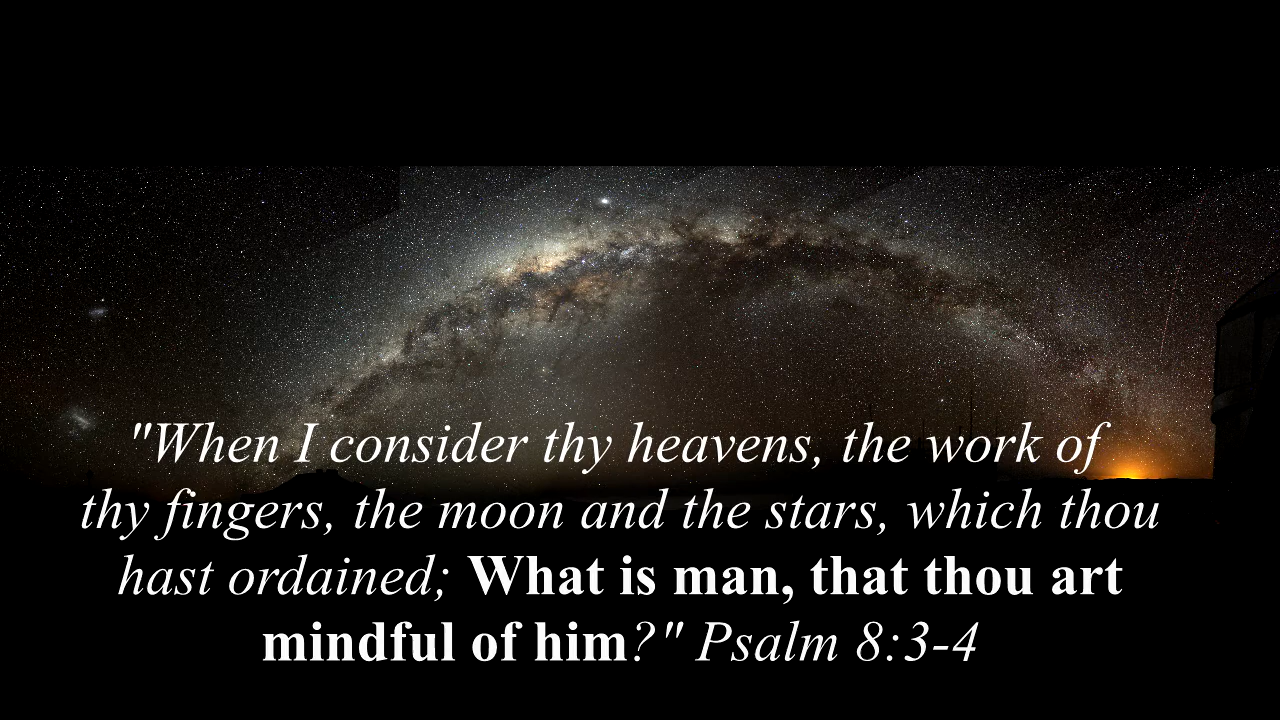 "When I consider thy heavens, the work of
thy fingers, the moon and the stars, which thou
hast ordained; What is man, that thou art
mindful of him?" Psalm 8:3-4